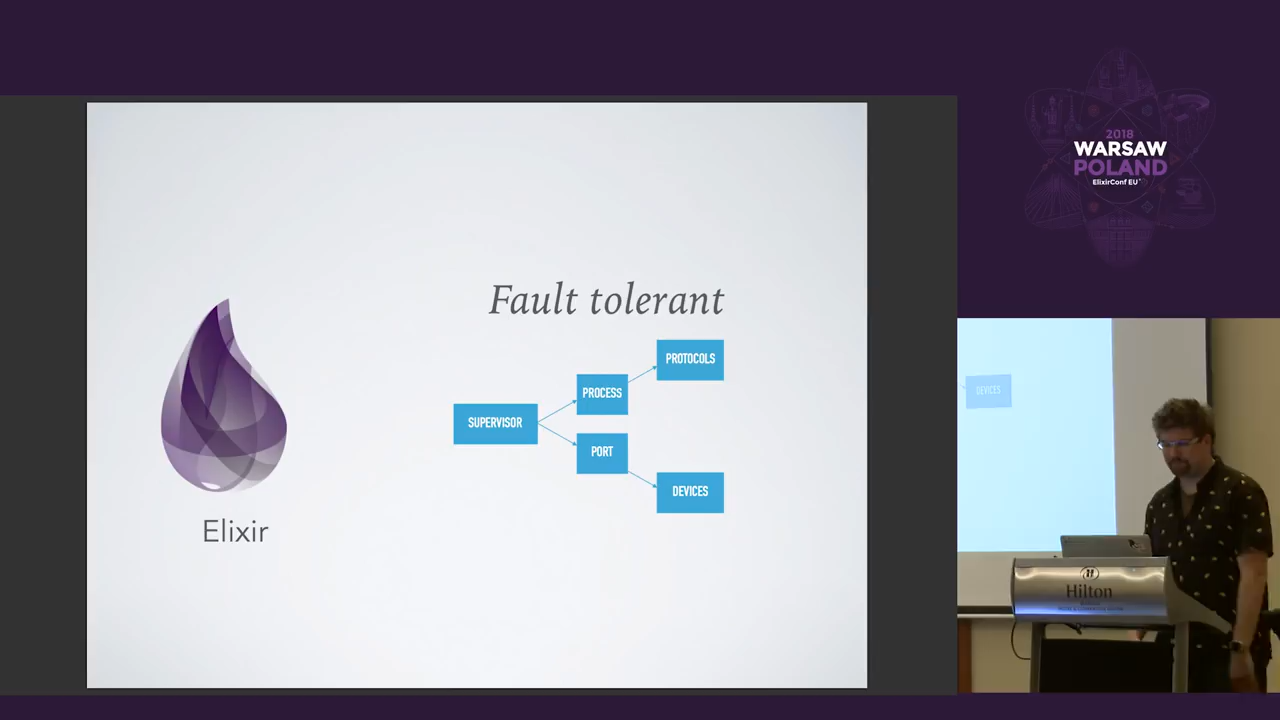 Fault tolerant
PROTOCOLS
PROCESS
SUPERVISOR
PORT
DEVICES
Elixir
2018
WARSAW
POLAND
ElixirConf EU
DEVICES
Hilton